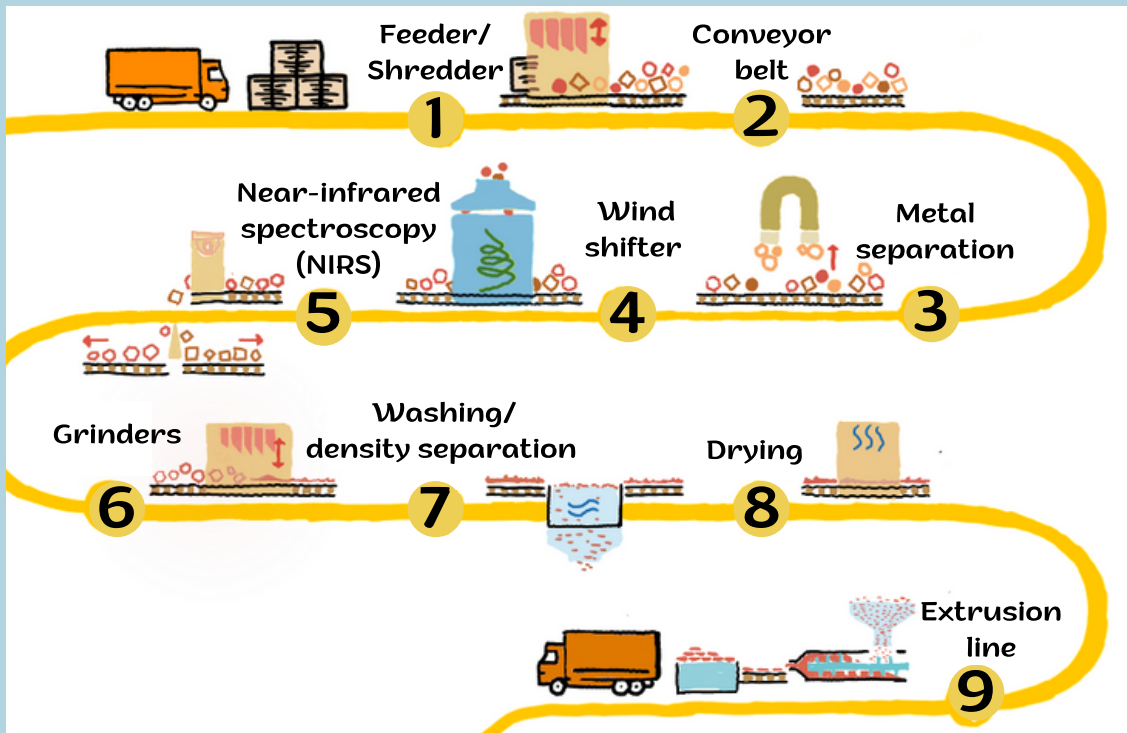 Feeder/
Shredder
1
Conveyor
belt
2
Metal
separation
3
Wind
shifter
4
Near-infrared
spectroscopy
(NIRS)
5
Grinders
6
Washing/
density separation
7
Drying
8
Extrusion
line
9